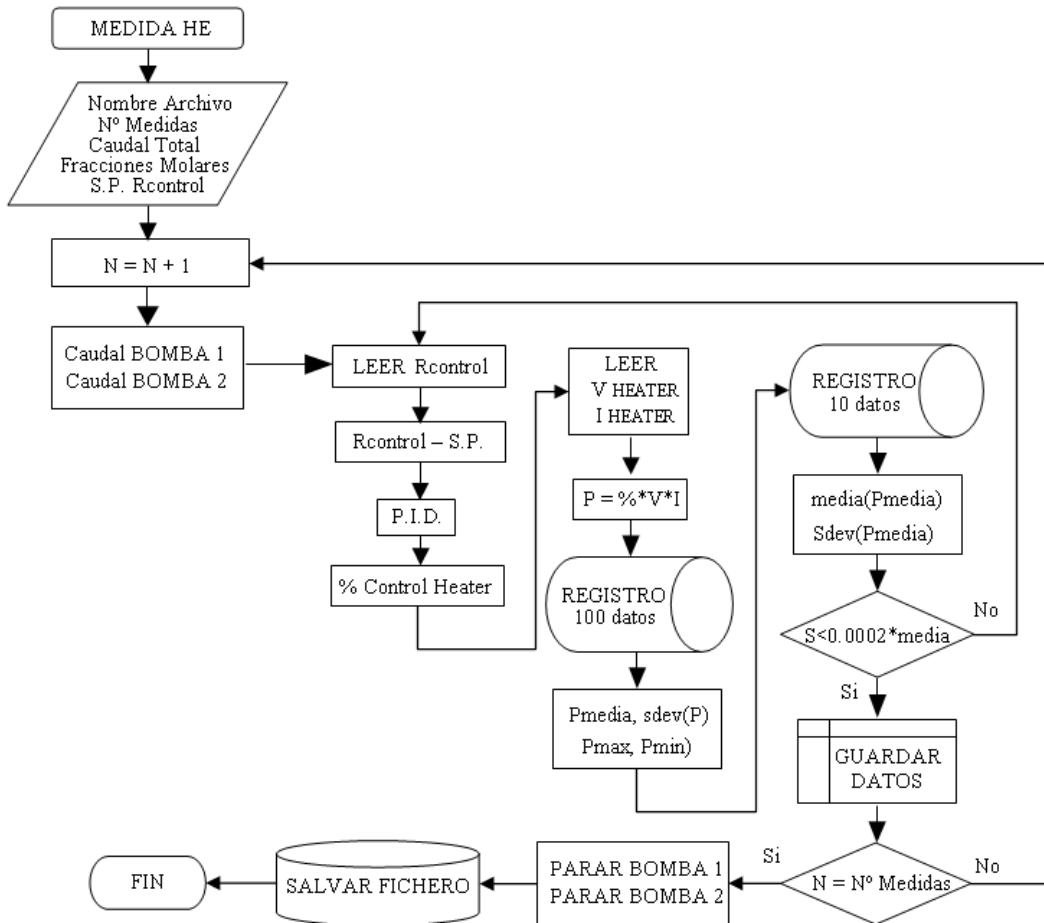 MEDIDA HE
Nombre Archivo
Nº Medidas
Caudal Total
Fracciones Molares
S.P. Rcontrol
N = N + 1
Caudal BOMBA 1
Caudal BOMBA 2
LEER Rcontrol
Rcontrol – S.P.
P.I.D.
% Control Heater
LEER
V HEATER
I HEATER
P = %*V*I
REGISTRO
100 datos
Pmedia, sdev(P)
Pmax, Pmin)
REGISTRO
10 datos
media(Pmedia)
Sdev(Pmedia)
S<0.0002*media
No
Si
GUARDAR
DATOS
N = Nº Medidas
No
Si
PARAR BOMBA 1
PARAR BOMBA 2
SALVAR FICHERO
FIN